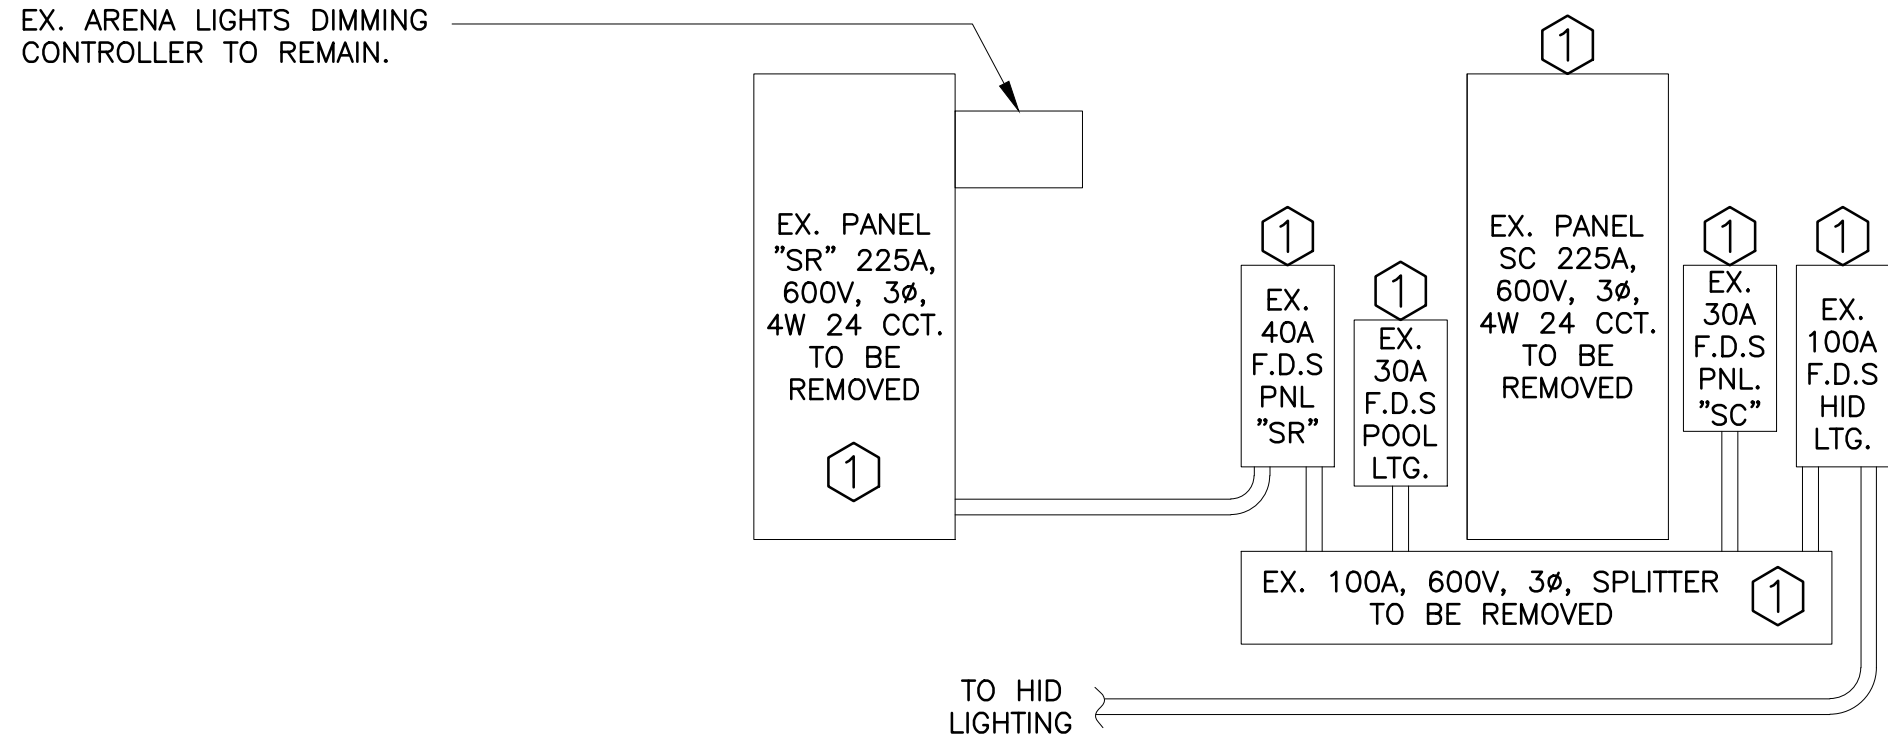 EX. ARENA LIGHTS DIMMING
CONTROLLER TO REMAIN.
EX. PANEL
"SR" 225A,
600V, 3ø,
4W 24 CCT.
TO BE
REMOVED
1
1
EX.
40A
F.D.S
PNL
"SR"
1
EX.
30A
F.D.S
POOL
LTG.
1
EX. PANEL
SC 225A,
600V, 3ø,
4W 24 CCT.
TO BE
REMOVED
1
EX.
30A
F.D.S
PNL.
"SC"
1
EX.
100A
F.D.S
HID
LTG.
EX. 100A, 600V, 3ø, SPLITTER
TO BE REMOVED
1
TO HID
LIGHTING